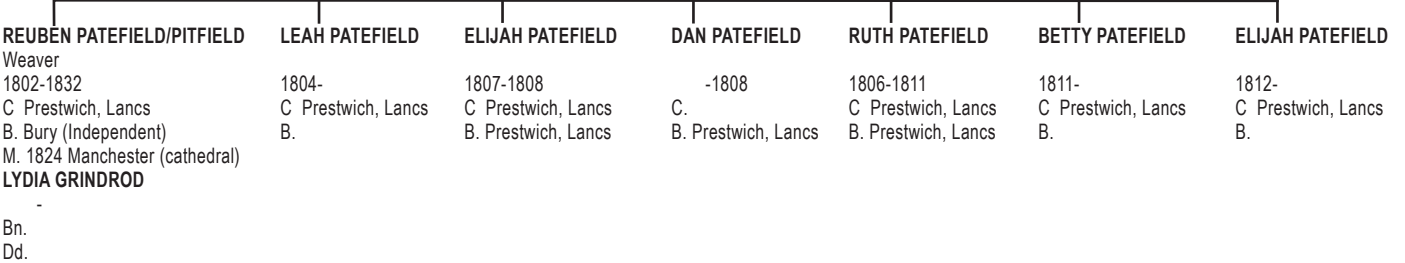 REUBEN PATEFIELD/PITFIELD
Weaver
1802-1832
C Prestwich, Lancs
B. Bury (Independent)
M. 1824 Manchester (cathedral)
LYDIA GRINDROD
-
Bn.
Dd.
LEAH PATEFIELD
1804-
C Prestwich, Lancs
B.
ELIJAH PATEFIELD
1807-1808
C Prestwich, Lancs
B. Prestwich, Lancs
DAN PATEFIELD
-1808
C.
B. Prestwich, Lancs
RUTH PATEFIELD
1806-1811
C Prestwich, Lancs
B. Prestwich, Lancs
BETTY PATEFIELD
1811-
C Prestwich, Lancs
B.
ELIJAH PATEFIELD
1812-
C Prestwich, Lancs
B.